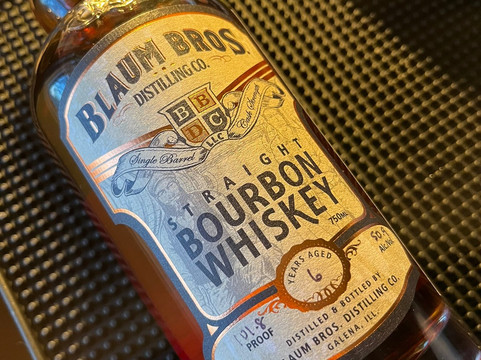 BLAUM BROS.
DISTILLING CO.
B B
D C
LLC
Single Barrel
Cask Strength
STRAIGHT
BOURBON
WHISKEY
750ML
YEARS AGED
6
50.9
Alc/Vol.
101.8
PROOF
DISTILLED & BOTTLED BY
LAUM BROS. DISTILLING CO.
GALENA, ILL.